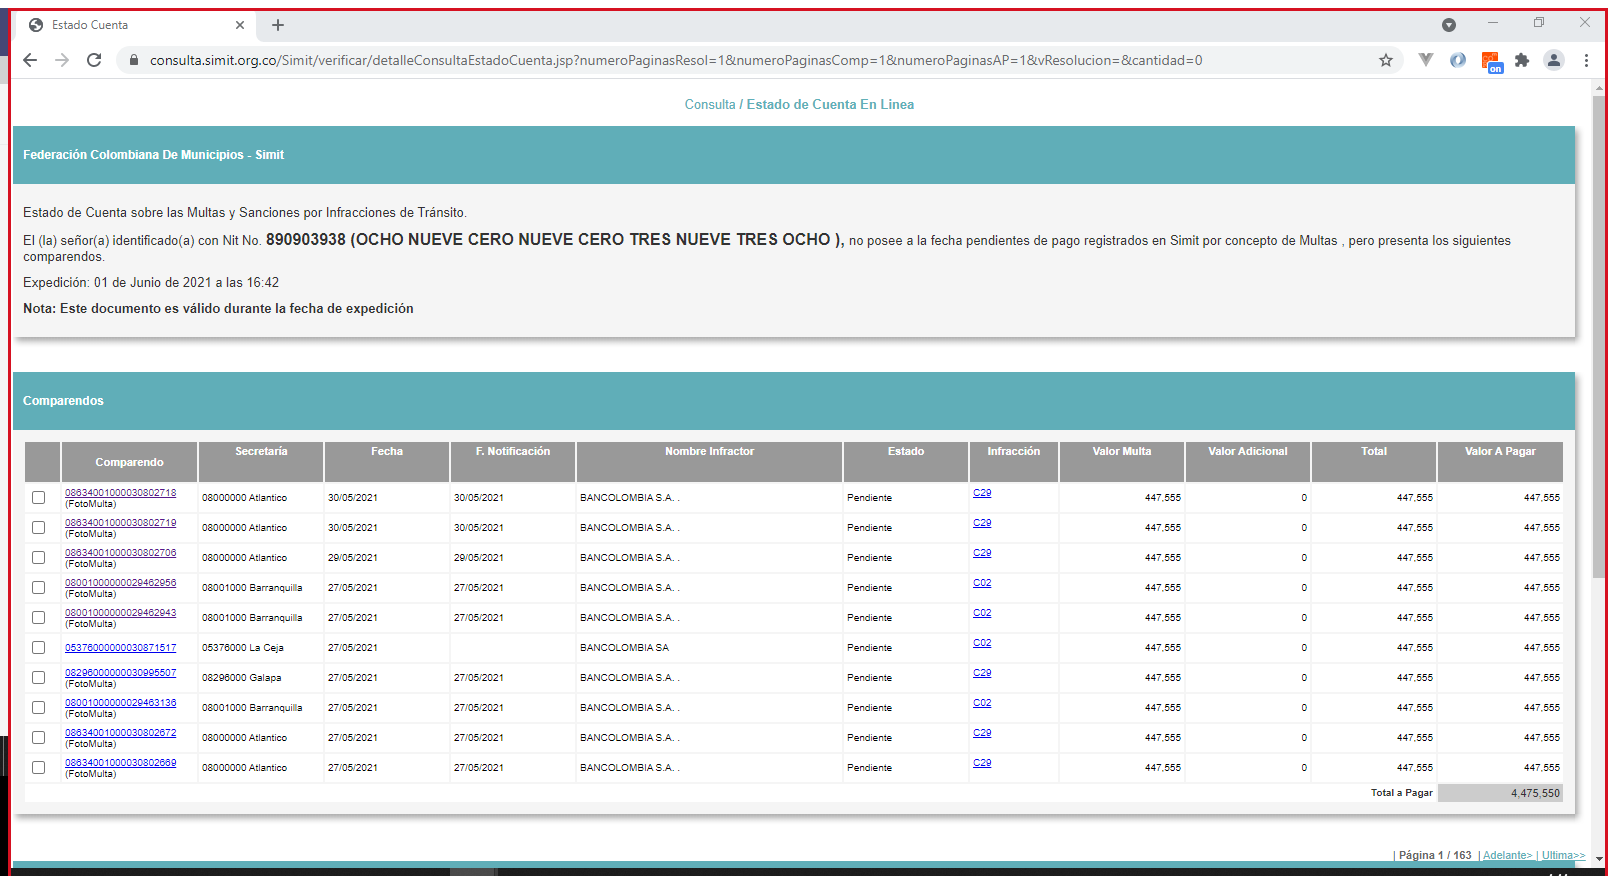 Estado Cuenta
consulta.simit.org.co/Simit/verificar/detalleConsultaEstadoCuenta.jsp?numeroPaginasResol=1&numeroPaginasComp=1&numeroPaginasAP=1&vResolucion=&cantidad=0
on
Consulta / Estado de Cuenta En Linea
Federación Colombiana De Municipios - Simit
Estado de Cuenta sobre las Multas y Sanciones por Infracciones de Tránsito.
El (la) señor(a) identificado(a) con Nit No. 890903938 (OCHO NUEVE CERO NUEVE CERO TRES NUEVE TRES OCHO ), no posee a la fecha pendientes de pago registrados en Simit por concepto de Multas , pero presenta los siguientes
comparendos.
Expedición: 01 de Junio de 2021 a las 16:42
Nota: Este documento es válido durante la fecha de expedición
Comparendos
Comparendo Secretaría Fecha F. Notificación Nombre Infractor Estado Infracción Valor Multa Valor Adicional Total Valor A Pagar
08634001000030802718 (FotoMulta) 08000000 Atlantico 30/05/2021 30/05/2021 BANCOLOMBIA S.A. . Pendiente C29 447,555 0 447,555 447,555
08634001000030802719 (FotoMulta) 08000000 Atlantico 30/05/2021 30/05/2021 BANCOLOMBIA S.A. . Pendiente C29 447,555 0 447,555 447,555
08634001000030802706 (FotoMulta) 08000000 Atlantico 29/05/2021 29/05/2021 BANCOLOMBIA S.A. . Pendiente C29 447,555 0 447,555 447,555
08001000000029462956 (FotoMulta) 08001000 Barranquilla 27/05/2021 27/05/2021 BANCOLOMBIA S.A. . Pendiente C02 447,555 0 447,555 447,555
08001000000029462943 (FotoMulta) 08001000 Barranquilla 27/05/2021 27/05/2021 BANCOLOMBIA S.A. . Pendiente C02 447,555 0 447,555 447,555
05376000000030871517 05376000 La Ceja 27/05/2021 BANCOLOMBIA SA Pendiente C02 447,555 0 447,555 447,555
08296000000030995507 (FotoMulta) 08296000 Galapa 27/05/2021 27/05/2021 BANCOLOMBIA S.A. . Pendiente C29 447,555 0 447,555 447,555
08001000000029463136 (FotoMulta) 08001000 Barranquilla 27/05/2021 27/05/2021 BANCOLOMBIA S.A. . Pendiente C02 447,555 0 447,555 447,555
08634001000030802672 (FotoMulta) 08000000 Atlantico 27/05/2021 27/05/2021 BANCOLOMBIA S.A. . Pendiente C29 447,555 0 447,555 447,555
08634001000030802669 (FotoMulta) 08000000 Atlantico 27/05/2021 27/05/2021 BANCOLOMBIA S.A. . Pendiente C29 447,555 0 447,555 447,555
Total a Pagar 4,475,550
| Página 1 / 163 | Adelante> | Ultima>>